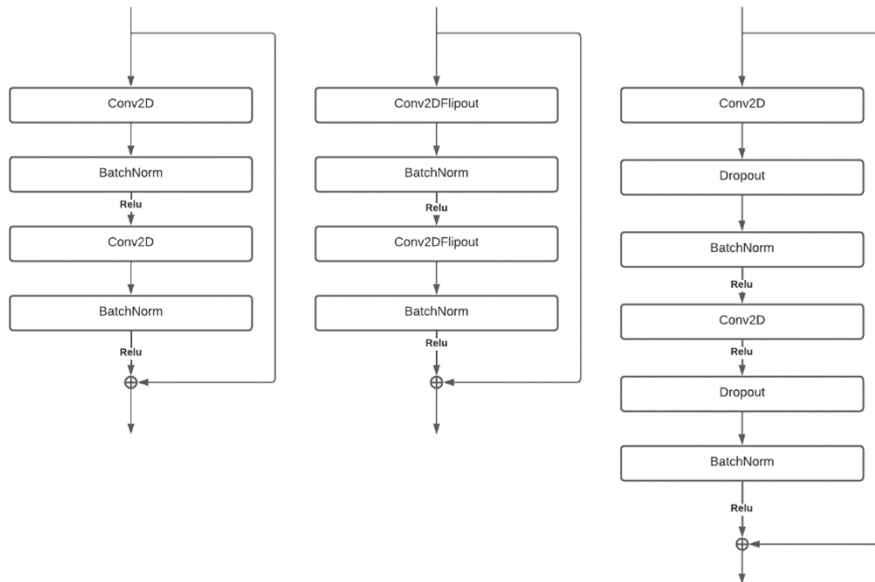 Conv2D
BatchNorm
Relu
Conv2D
BatchNorm
Relu
Conv2DFlipout
BatchNorm
Relu
Conv2DFlipout
BatchNorm
Relu
Conv2D
Dropout
BatchNorm
Relu
Conv2D
Relu
Dropout
BatchNorm
Relu